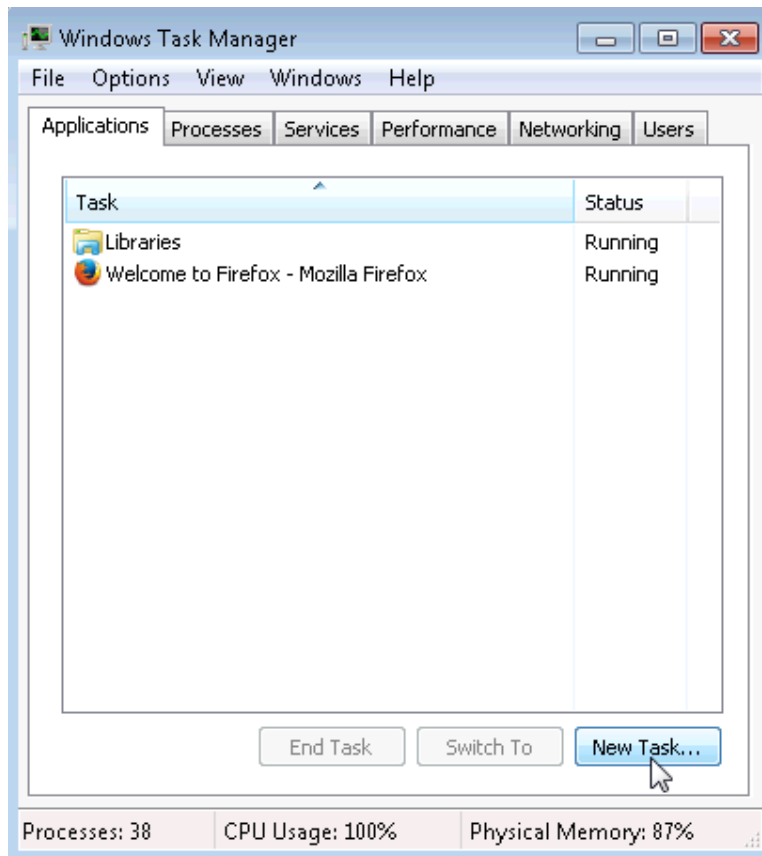 Windows Task Manager
File Options View Windows Help
Applications Processes Services Performance Networking Users
Task Status
Libraries Running
Welcome to Firefox - Mozilla Firefox Running
End Task Switch To New Task...
Processes: 38 CPU Usage: 100% Physical Memory: 87%